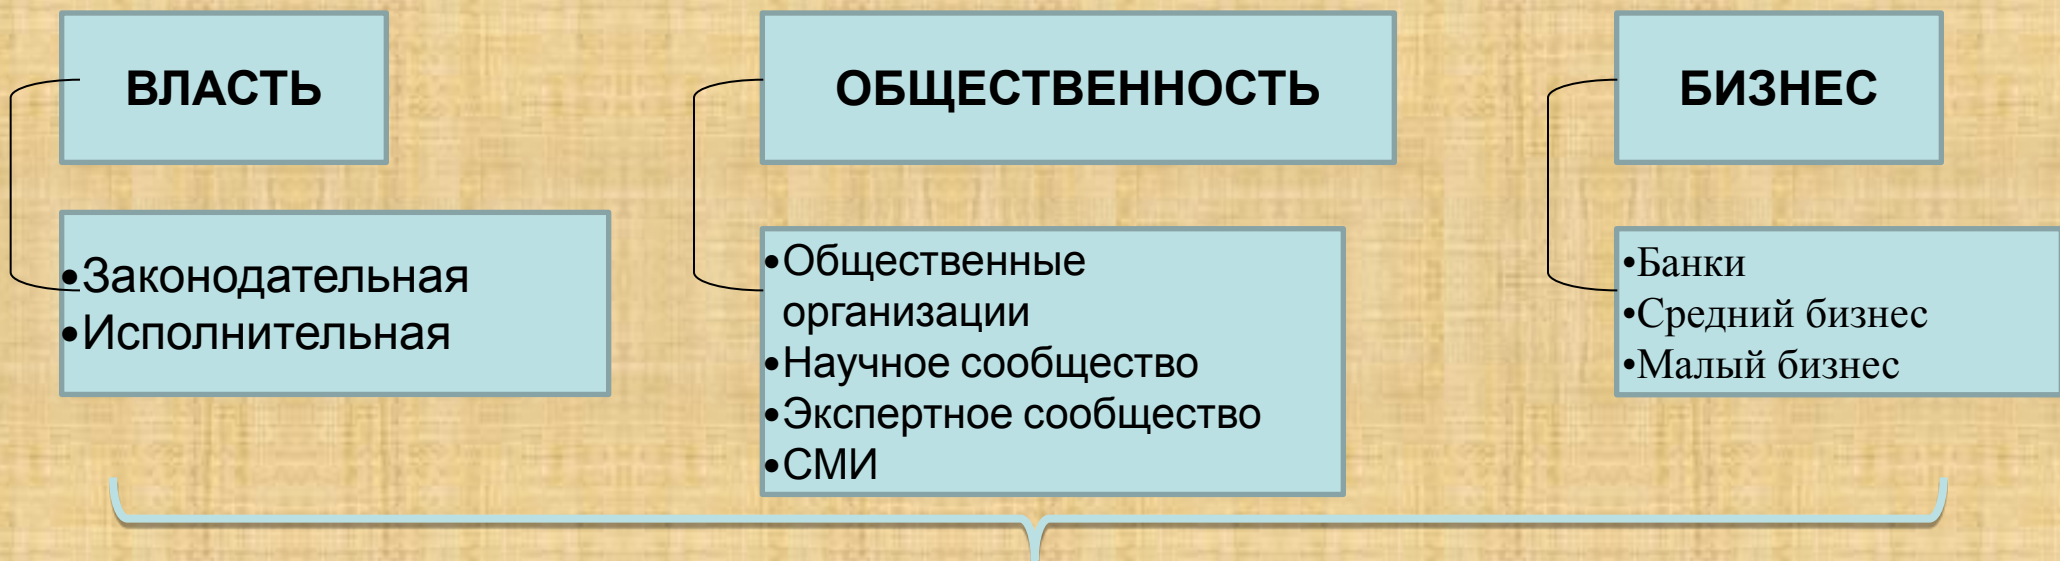 ВЛАСТЬ
•Законодательная
•Исполнительная
ОБЩЕСТВЕННОСТЬ
•Общественные
организации
•Научное сообщество
•Экспертное сообщество
•СМИ
БИЗНЕС
•Банки
•Средний бизнес
•Малый бизнес